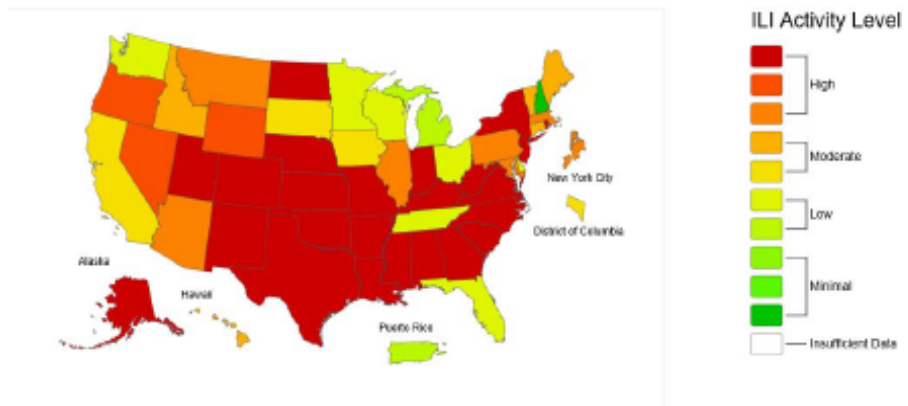 ILI Activity Level
High
Moderate
Low
Minimal
Insufficient Data
New York City
District of Columbia
Alaska
Hawaii
Puerto Rico